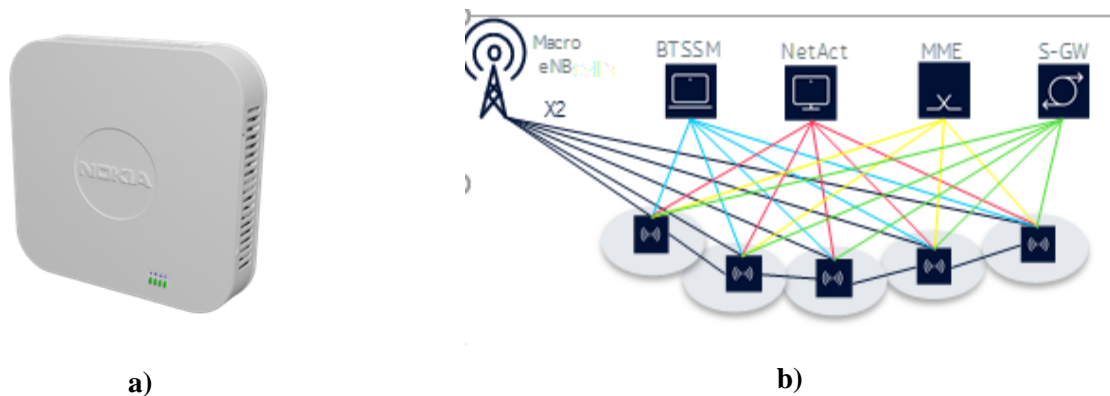 NOKIA
Macro
eNB
X2
BTSSM
NetAct
MME
S-GW
a)
b)